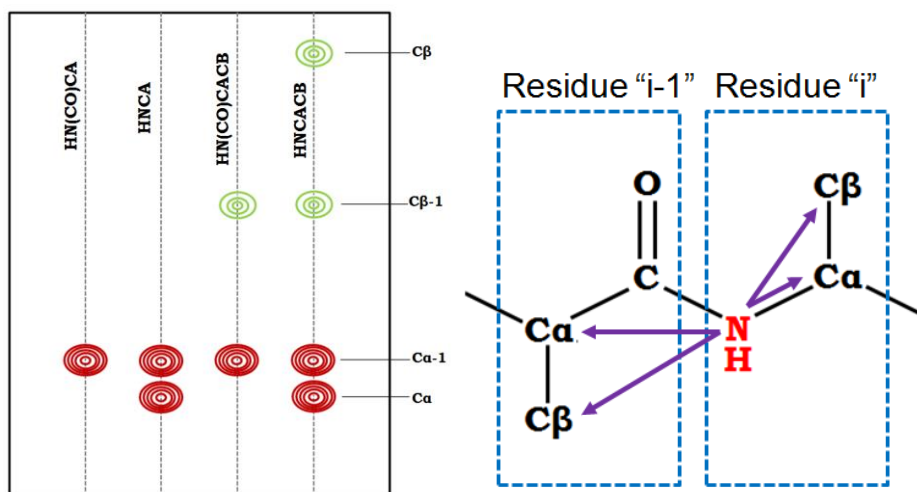 HN(CO)CA
HNCA
HN(CO)CACB
HNCACB
Cβ
Cβ-1
Cα-1
Cα
Residue “i-1”
Residue “i”
O
Cβ
C
Cα
Cα
N
H
Cβ